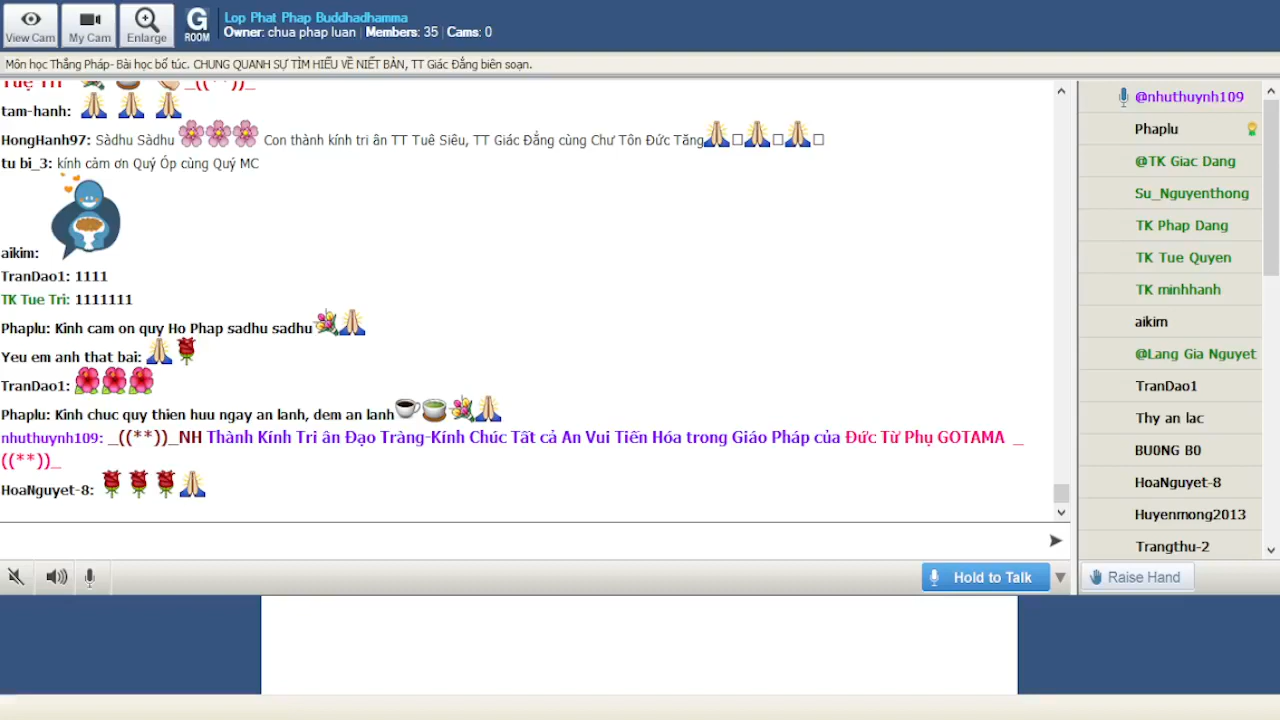 View Cam
My Cam
Enlarge
G
ROOM
Lop Phat Phap Buddhadhamma
Owner: chua phap luan Members: 35 Cams: 0
Môn học Thắng Pháp- Bài học bổ túc. CHUNG QUANH SỰ TÌM HIỂU VỀ NIẾT BÀN, TT Giác Đẳng biên soạn.
Tuệ Trí _((**))_
tam-hanh:
HongHanh97: Sàdhu Sàdhu Con thành kính tri ân TT Tuê Siêu, TT Giác Đẳng cùng Chư Tôn Đức Tăng
tu bi_3: kính cảm ơn Quý Óp cùng Quý MC
aikim:
TranDao1: 1111
TK Tue Tri: 1111111
Phaplu: Kinh cam on quy Ho Phap sadhu sadhu
Yeu em anh that bai:
TranDao1:
Phaplu: Kinh chuc quy thien huu ngay an lanh, dem an lanh
nhuthuynh109: _((**))_NH Thành Kính Tri ân Đạo Tràng-Kính Chúc Tất cả An Vui Tiến Hóa trong Giáo Pháp của Đức Từ Phụ GOTAMA _
((**))_
HoaNguyet-8:
Hold to Talk
@nhuthuynh109
Phaplu
@TK Giac Dang
Su_Nguyenthong
TK Phap Dang
TK Tue Quyen
TK minhhanh
aikim
@Lang Gia Nguyet
TranDao1
Thy an lac
BU0NG B0
HoaNguyet-8
Huyenmong2013
Trangthu-2
Raise Hand